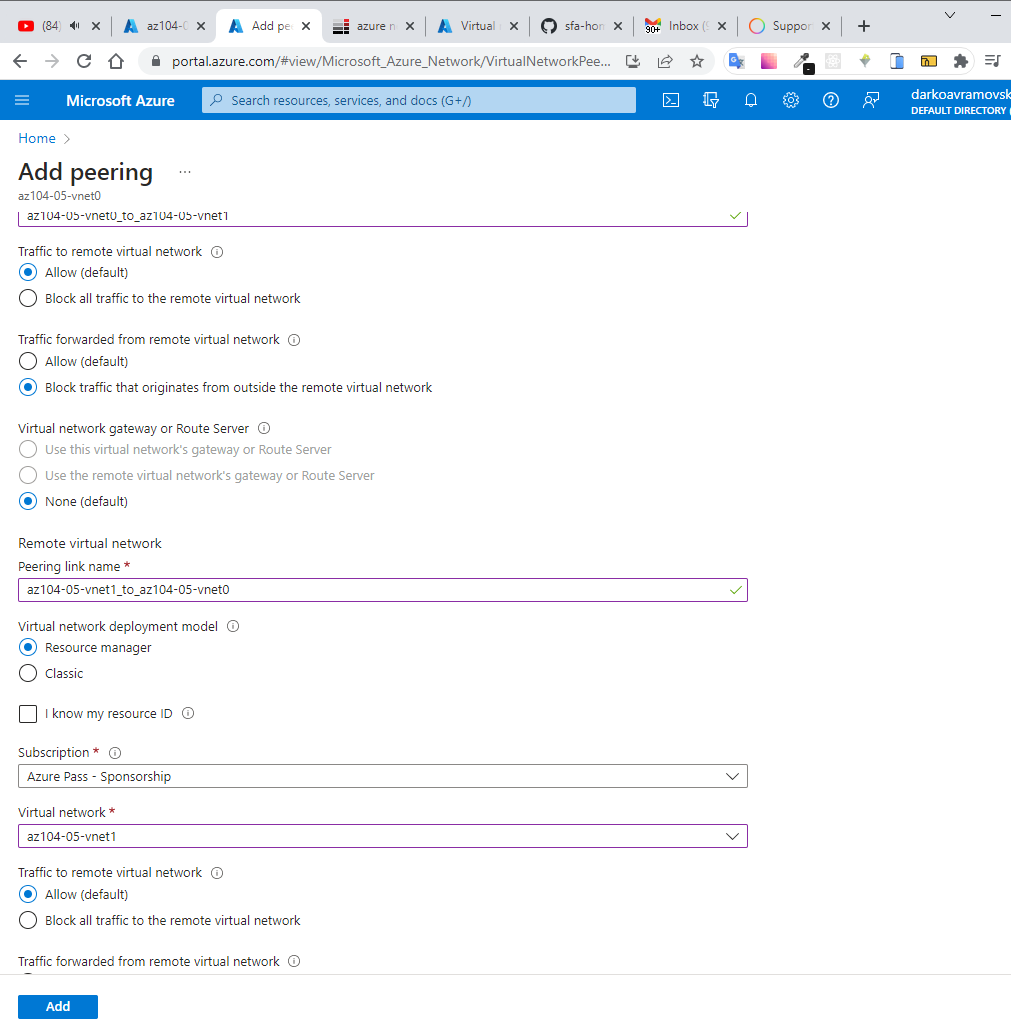 (84)
az104-0
Add pee
azure n
Virtual
sfa-hom
90+
Inbox (9
Suppor
portal.azure.com/#view/Microsoft_Azure_Network/VirtualNetworkPee...
Microsoft Azure
Search resources, services, and docs (G+/)
darkoavramovsk
DEFAULT DIRECTORY
Home
Add peering
...
az104-05-vnet0
az104-05-vnet0_to_az104-05-vnet1
Traffic to remote virtual network
Allow (default)
Block all traffic to the remote virtual network
Traffic forwarded from remote virtual network
Allow (default)
Block traffic that originates from outside the remote virtual network
Virtual network gateway or Route Server
Use this virtual network's gateway or Route Server
Use the remote virtual network's gateway or Route Server
None (default)
Remote virtual network
Peering link name *
az104-05-vnet1_to_az104-05-vnet0
Virtual network deployment model
Resource manager
Classic
I know my resource ID
Subscription *
Azure Pass - Sponsorship
Virtual network *
az104-05-vnet1
Traffic to remote virtual network
Allow (default)
Block all traffic to the remote virtual network
Traffic forwarded from remote virtual network
Add